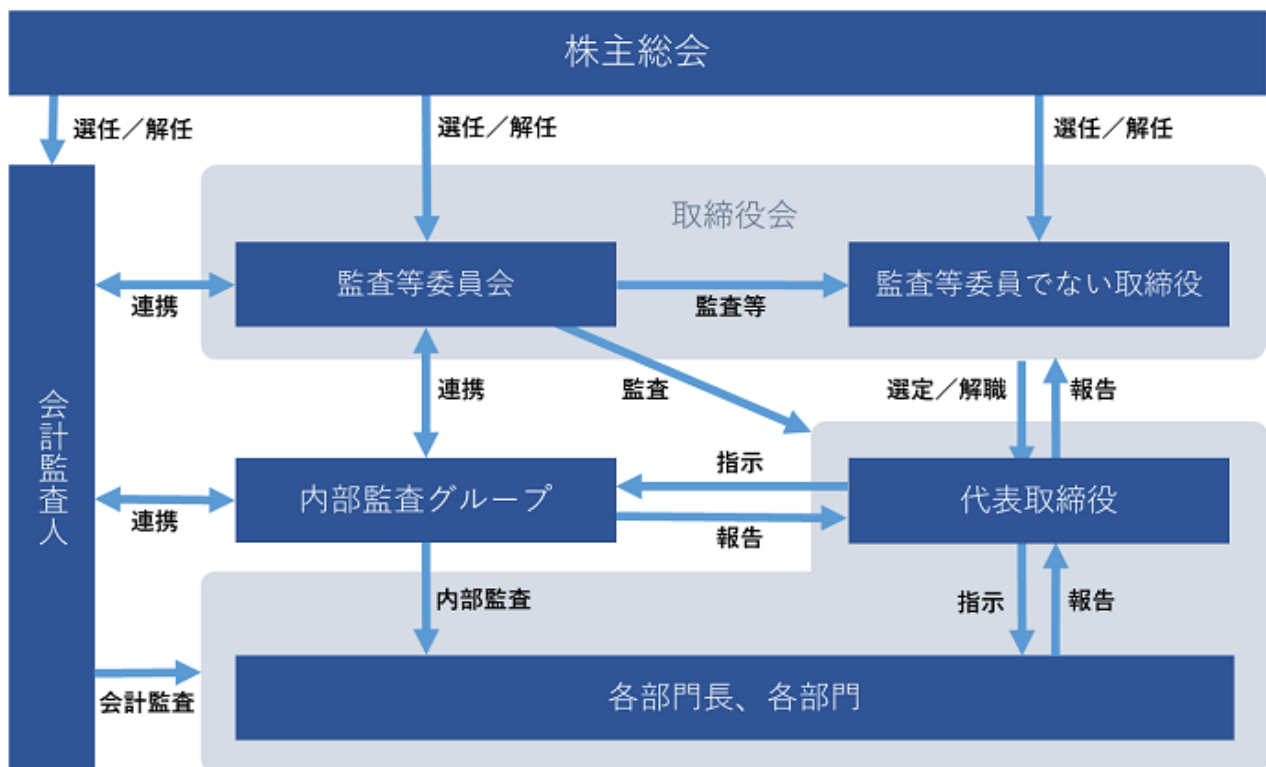 株主総会
選任／解任
選任／解任
選任／解任
取締役会
監査等委員会
監査等委員でない取締役
連携
監査等
連携
監査
選定／解職
報告
会計監査人
内部監査グループ
代表取締役
指示
連携
報告
内部監査
指示
報告
会計監査
各部門長、各部門